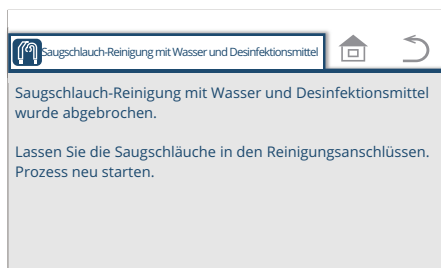 Saugschlauch-Reinigung mit Wasser und Desinfektionsmittel
Saugschlauch-Reinigung mit Wasser und Desinfektionsmittel
wurde abgebrochen.
Lassen Sie die Saugschläuche in den Reinigungsanschlüssen.
Prozess neu starten.